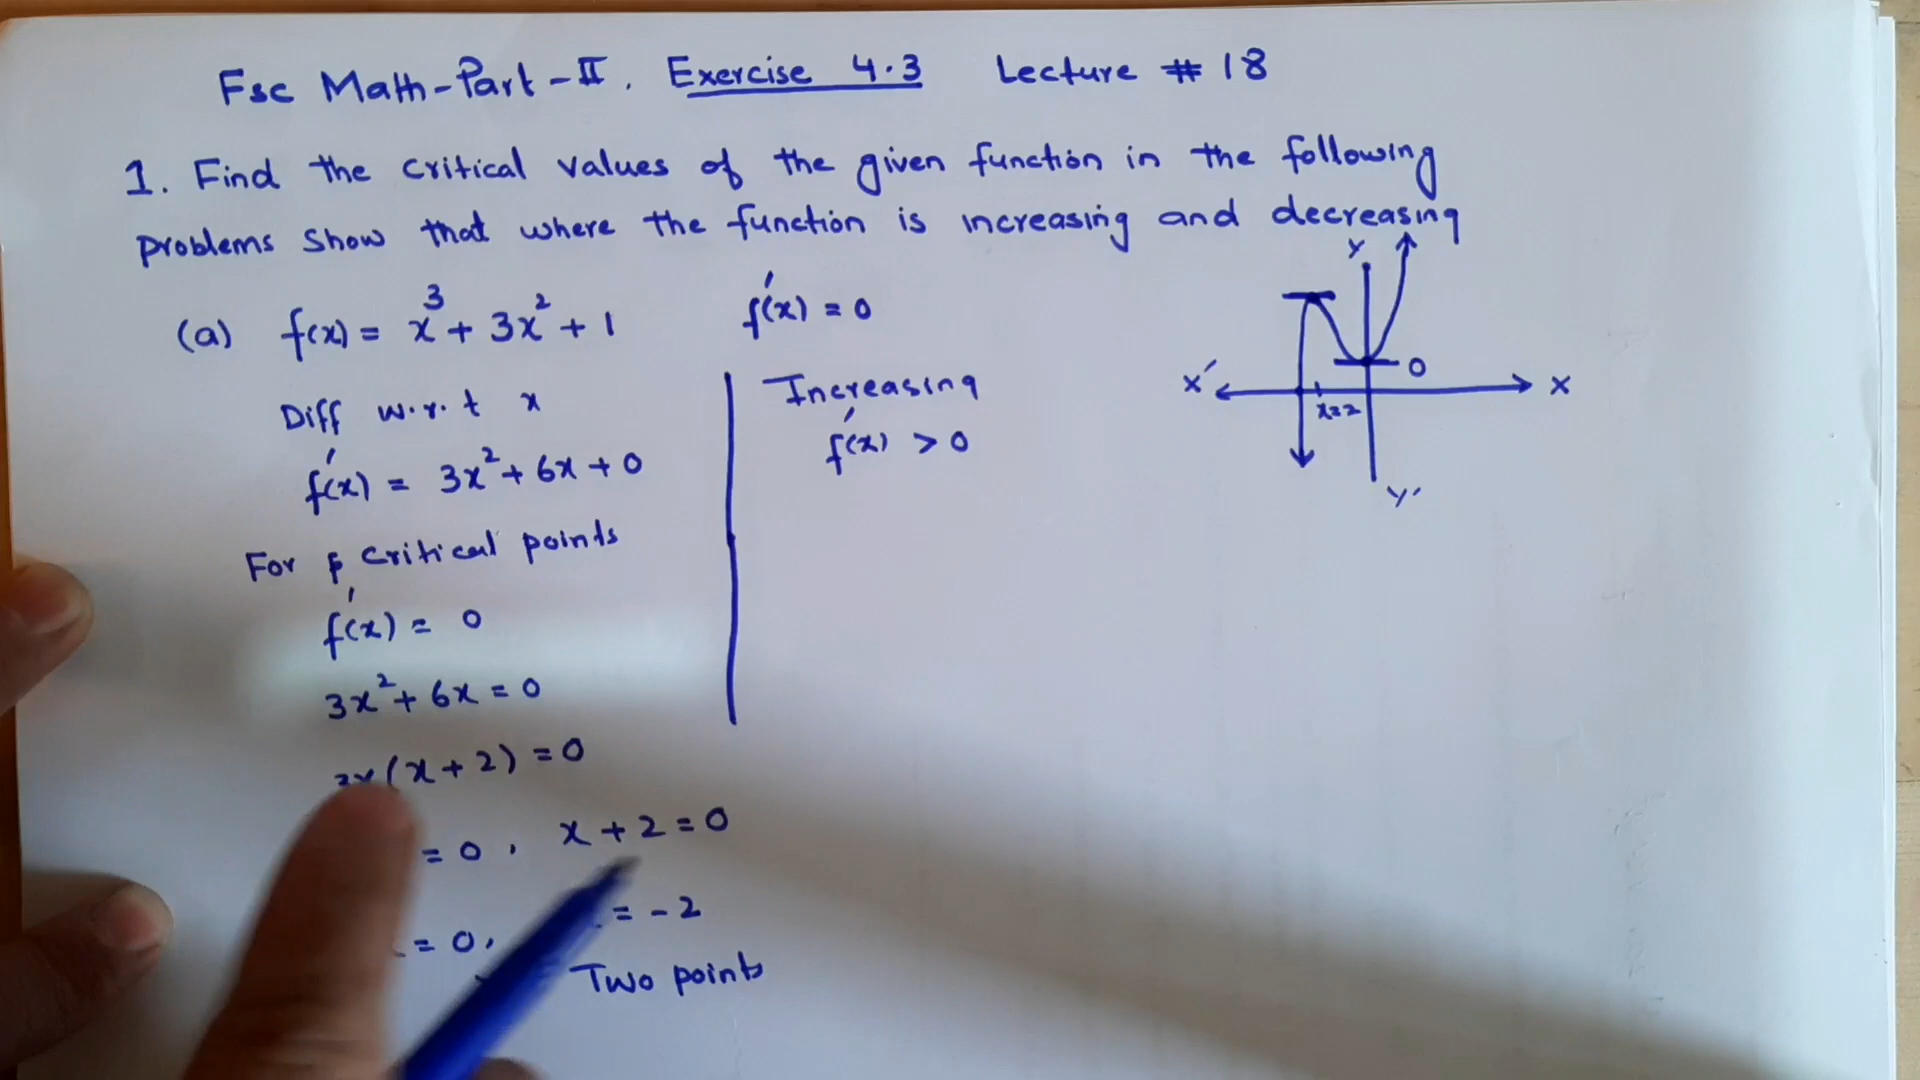 Fsc Math-Part-II. Exercise 4.3 Lecture # 18
1. Find the critical values of the given function in the following
problems show that where the function is increasing and decreasing
(a) f(x) = x³ + 3x² + 1
Diff w.r.t x
f'(x) = 3x² + 6x + 0
For critical points
f'(x) = 0
3x² + 6x = 0
3x(x + 2) = 0
= 0, x + 2 = 0
= 0, = -2
Two points
f'(x) = 0
Increasing
f'(x) > 0
Y
0
X' X
Y'